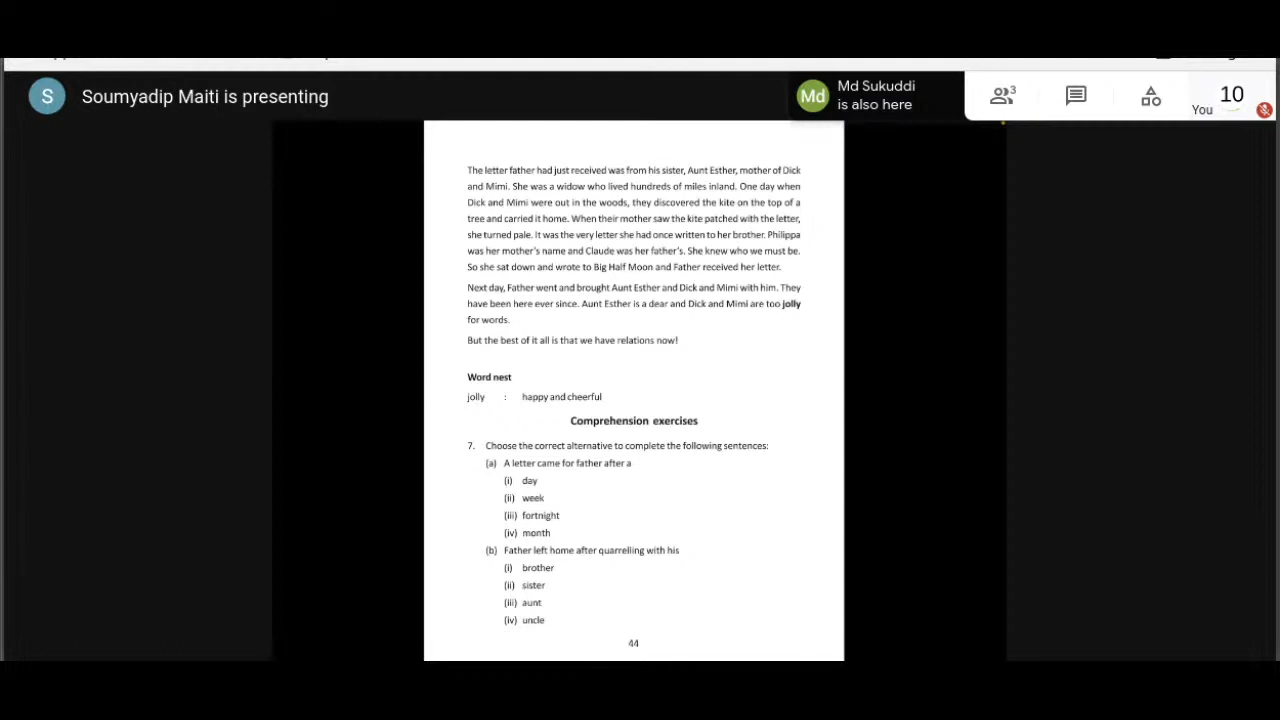 Soumyadip Maiti is presenting
Md
Md Sukuddi
is also here
3
10
You
S
The letter father had just received was from his sister, Aunt Esther, mother of Dick
and Mimi. She was a widow who lived hundreds of miles inland. One day when
Dick and Mimi were out in the woods, they discovered the kite on the top of a
tree and carried it home. When their mother saw the kite patched with the letter,
she turned pale. It was the very letter she had once written to her brother. Philippa
was her mother's name and Claude was her father's. She knew who we must be.
So she sat down and wrote to Big Half Moon and Father received her letter.
Next day, Father went and brought Aunt Esther and Dick and Mimi with him. They
have been here ever since. Aunt Esther is a dear and Dick and Mimi are too jolly
for words.
But the best of it all is that we have relations now!
Word nest
jolly : happy and cheerful
Comprehension exercises
7. Choose the correct alternative to complete the following sentences:
(a) A letter came for father after a
(i) day
(ii) week
(iii) fortnight
(iv) month
(b) Father left home after quarrelling with his
(i) brother
(ii) sister
(iii) aunt
(iv) uncle
44